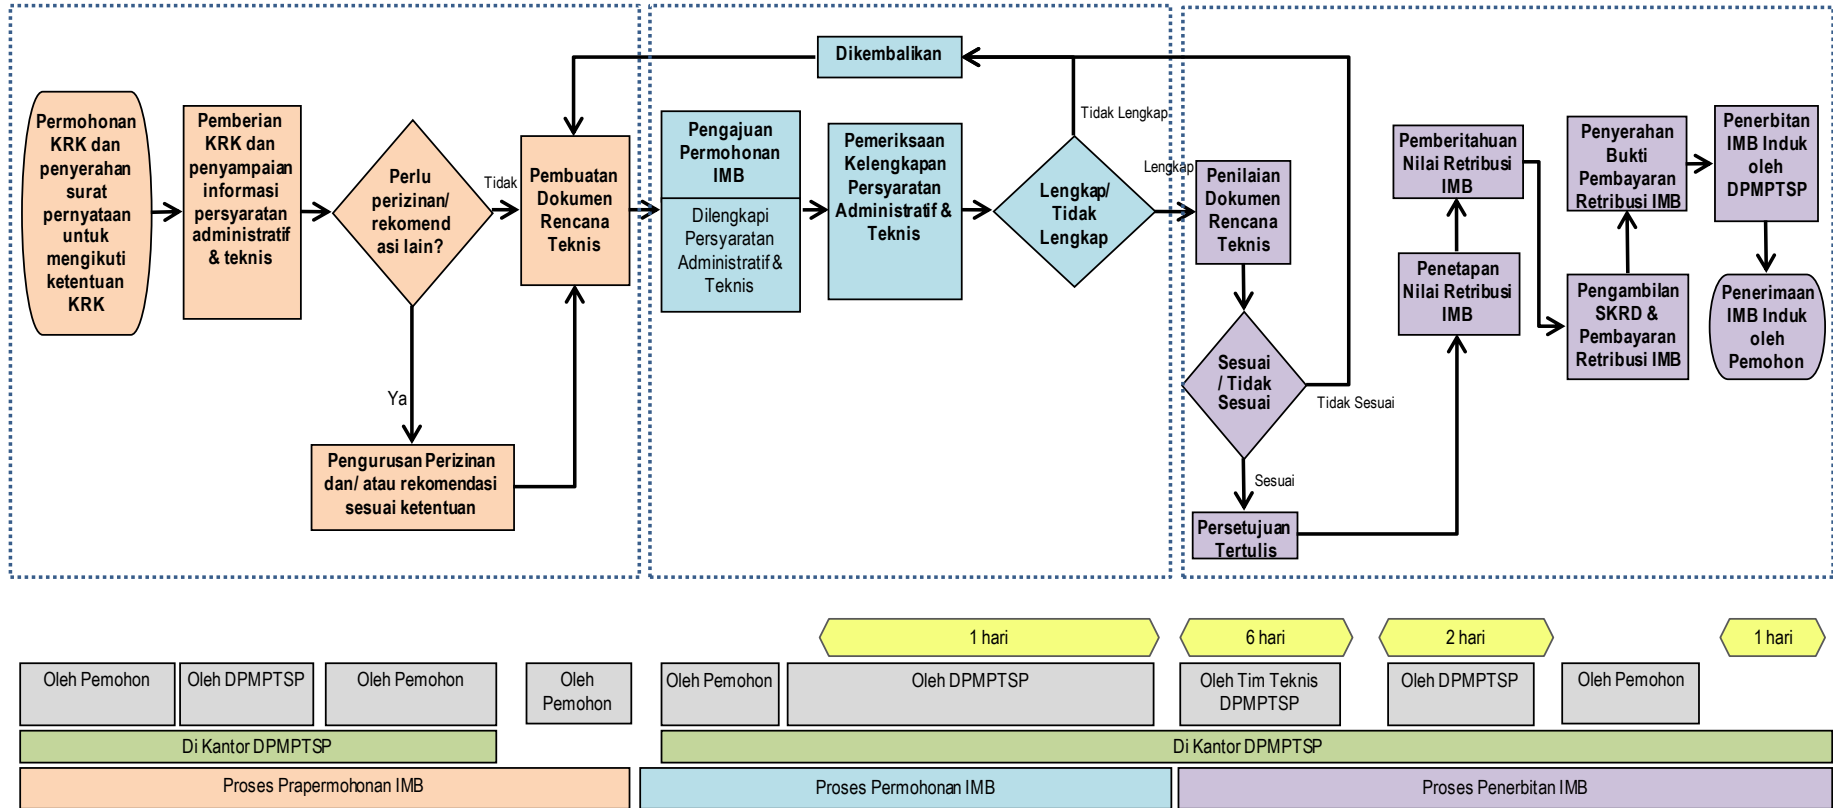 Permohonan
KRK dan
penyerahan
surat
pernyataan
untuk
mengikuti
ketentuan
KRK
Pemberian
KRK dan
penyampaian
informasi
persyaratan
administratif
& teknis
Perlu
perizinan/
rekomend
asi lain?
Tidak
Ya
Pengurusan Perizinan
dan/ atau rekomendasi
sesuai ketentuan
Pembuatan
Dokumen
Rencana
Teknis
Dikembalikan
Pengajuan
Permohonan
IMB
Dilengkapi
Persyaratan
Administratif &
Teknis
Pemeriksaan
Kelengkapan
Persyaratan
Administratif &
Teknis
Tidak Lengkap
Lengkap/
Tidak
Lengkap
Lengkap
Penilaian
Dokumen
Rencana
Teknis
Sesuai
/ Tidak
Sesuai
Tidak Sesuai
Sesuai
Persetujuan
Tertulis
Pemberitahuan
Nilai Retribusi
IMB
Penetapan
Nilai Retribusi
IMB
Penyerahan
Bukti
Pembayaran
Retribusi IMB
Pengambilan
SKRD &
Pembayaran
Retribusi IMB
Penerbitan
IMB Induk
oleh
DPMPTSP
Penerimaan
IMB Induk
oleh
Pemohon
1 hari
6 hari
2 hari
1 hari
Oleh Pemohon
Oleh DPMPTSP
Oleh Pemohon
Oleh
Pemohon
Oleh Pemohon
Oleh DPMPTSP
Oleh Tim Teknis
DPMPTSP
Oleh DPMPTSP
Oleh Pemohon
Di Kantor DPMPTSP
Di Kantor DPMPTSP
Proses Prapermohonan IMB
Proses Permohonan IMB
Proses Penerbitan IMB